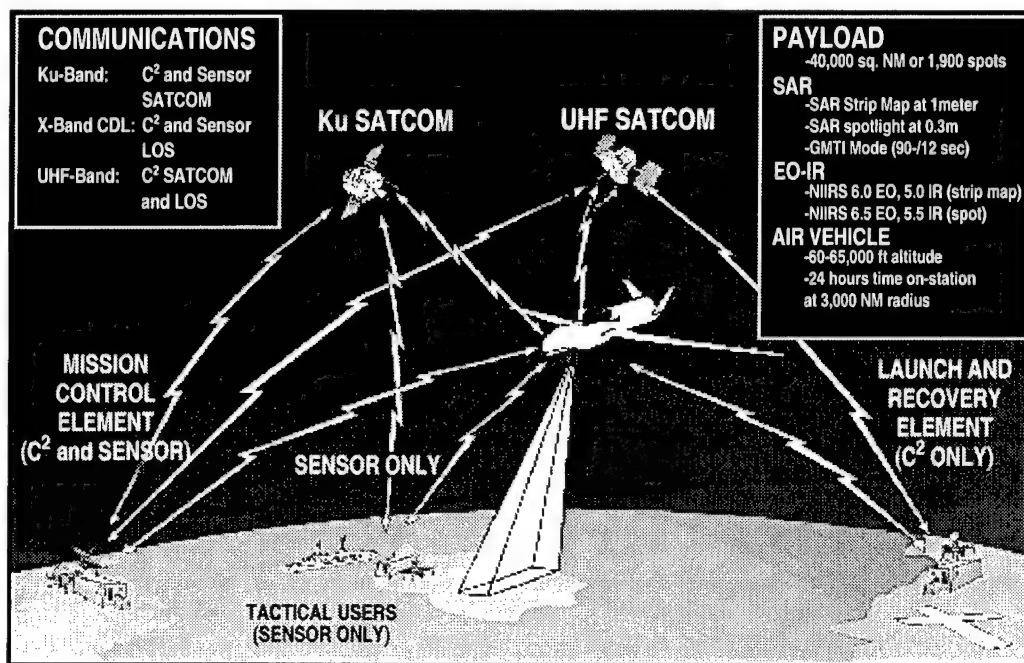 COMMUNICATIONS
Ku-Band: C² and Sensor
SATCOM
X-Band CDL: C² and Sensor
LOS
UHF-Band: C² SATCOM
and LOS
Ku SATCOM
UHF SATCOM
PAYLOAD
-40,000 sq. NM or 1,900 spots
SAR
-SAR Strip Map at 1meter
-SAR spotlight at 0.3m
-GMTI Mode (90-/12 sec)
EO-IR
-NIIRS 6.0 EO, 5.0 IR (strip map)
-NIIRS 6.5 EO, 5.5 IR (spot)
AIR VEHICLE
-60-65,000 ft altitude
-24 hours time on-station
at 3,000 NM radius
MISSION
CONTROL
ELEMENT
(C² and SENSOR)
SENSOR ONLY
LAUNCH AND
RECOVERY
ELEMENT
(C² ONLY)
TACTICAL USERS
(SENSOR ONLY)